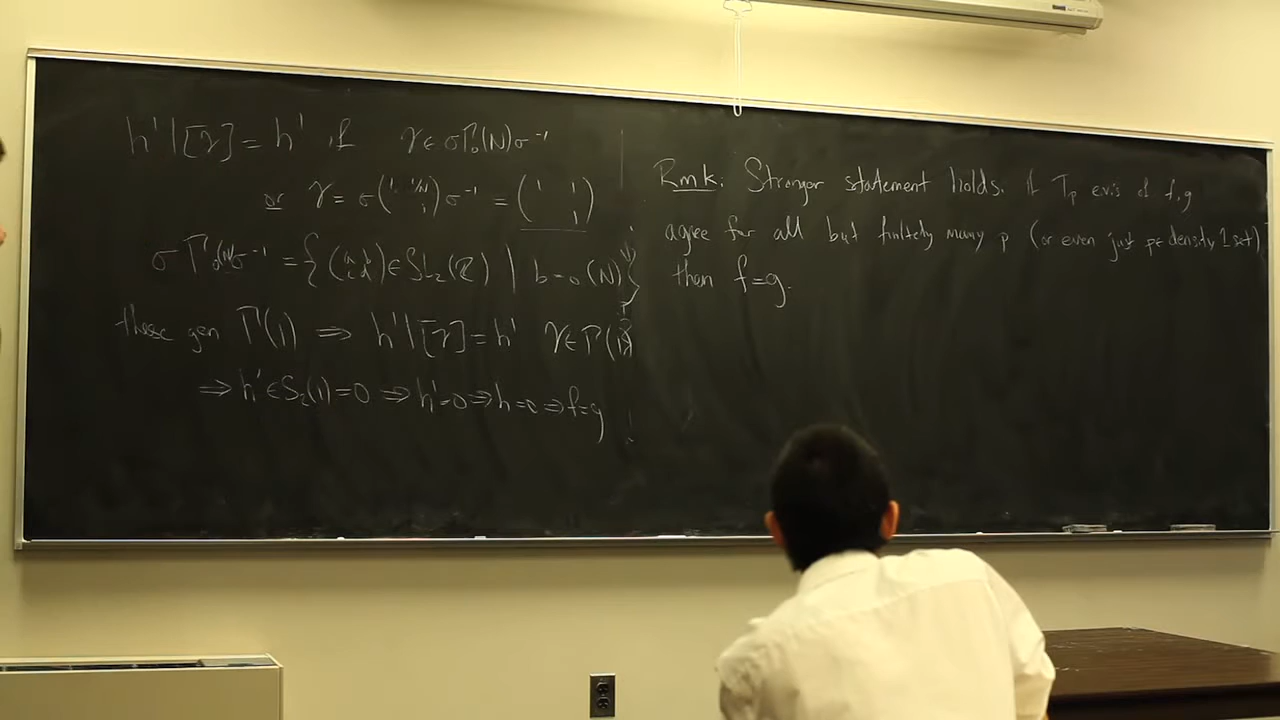 h'|[γ] = h' if γ ∈ σΓ₀(N)σ⁻¹
or γ = σ(1 1/N; 1)σ⁻¹ = (1 1; 1)
σΓ₀(N)σ⁻¹ = {(a b; c d) ∈ SL₂(Z) | b ≡ 0 (N)}
these gen Γ(1) ⇒ h'|[γ] = h' γ ∈ Γ(1)
⇒ h' ∈ S₂(1) = 0 ⇒ h' = 0 ⇒ h = 0 ⇒ f = g
Rmk: Stronger statement holds. if Tp evis of f, g
agree for all but finitely many p (or even just p ∈ density 1 set),
then f = g.